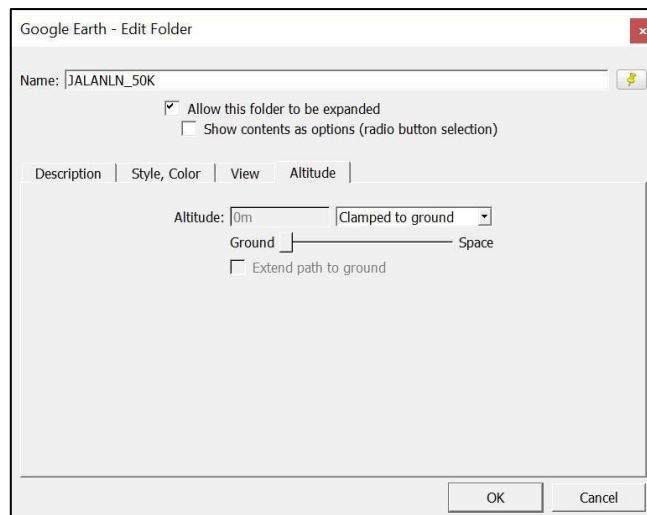 Google Earth - Edit Folder
Name: JALANLN_50K
Allow this folder to be expanded
Show contents as options (radio button selection)
Description Style, Color View Altitude
Altitude: 0m Clamped to ground
Ground Space
Extend path to ground
OK Cancel